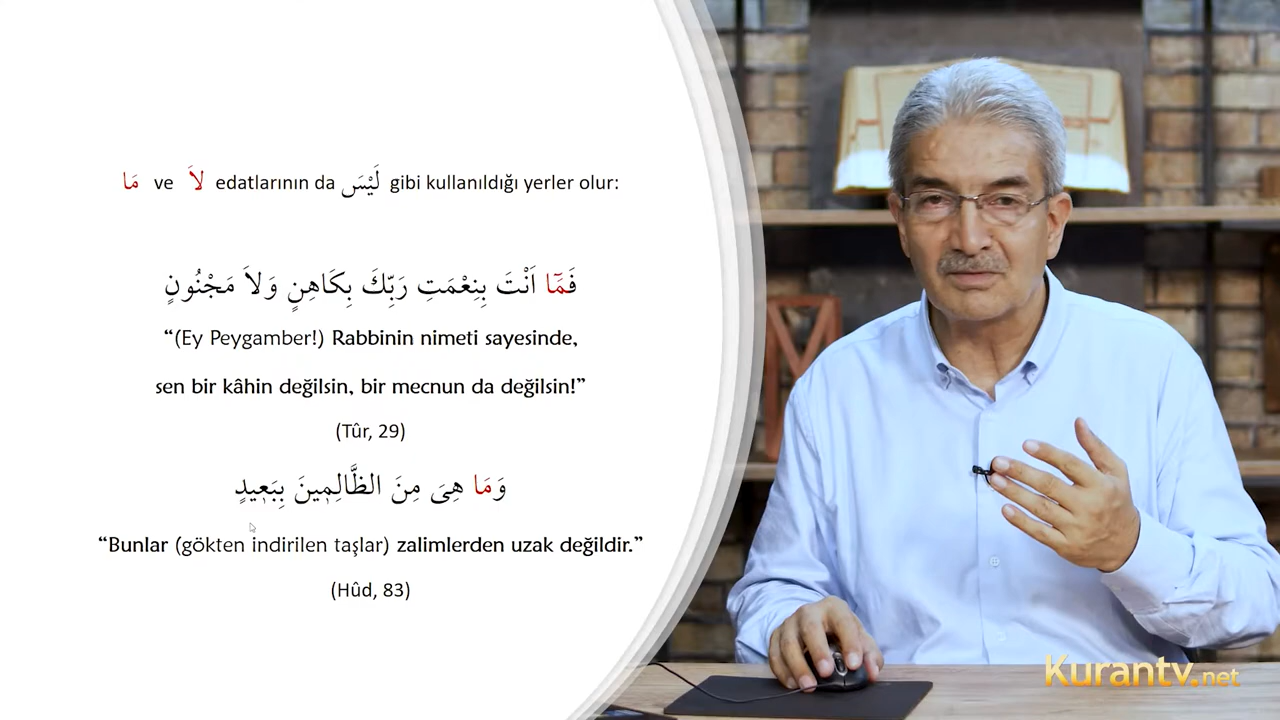 مَا ve لاَ edatlarının da لَيْسَ gibi kullanıldığı yerler olur:
فَمَٓا اَنْتَ بِنِعْمَتِ رَبِّكَ بِكَاهِنٍ وَلاَ مَجْنُونٍ
“(Ey Peygamber!) Rabbinin nimeti sayesinde,
sen bir kâhin değilsin, bir mecnun da değilsin!”
(Tûr, 29)
وَمَا هِىَ مِنَ الظَّالِمٖينَ بِبَعٖيدٍ
“Bunlar (gökten indirilen taşlar) zalimlerden uzak değildir.”
(Hûd, 83)
Kurantv.net